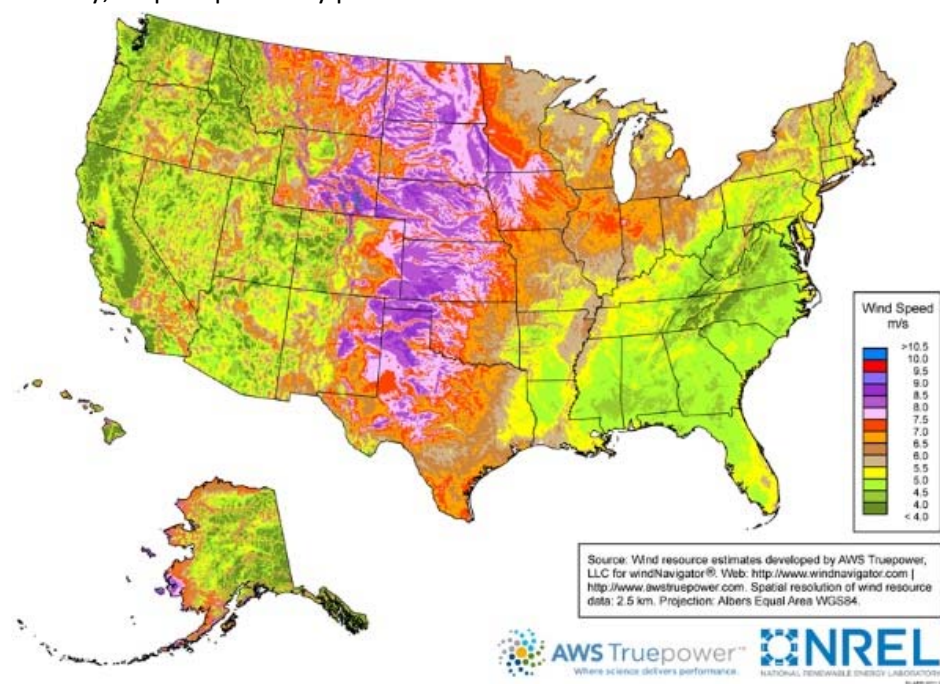 Wind Speed
m/s
>10.5
10.0
9.5
9.0
8.5
8.0
7.5
7.0
6.5
6.0
5.5
5.0
4.5
4.0
< 4.0
Source: Wind resource estimates developed by AWS Truepower,
LLC for windNavigator®. Web: http://www.windnavigator.com |
http://www.awstruepower.com. Spatial resolution of wind resource
data: 2.5 km. Projection: Albers Equal Area WGS84.
AWS Truepower™
Where science delivers performance.
NREL
NATIONAL RENEWABLE ENERGY LABORATORY